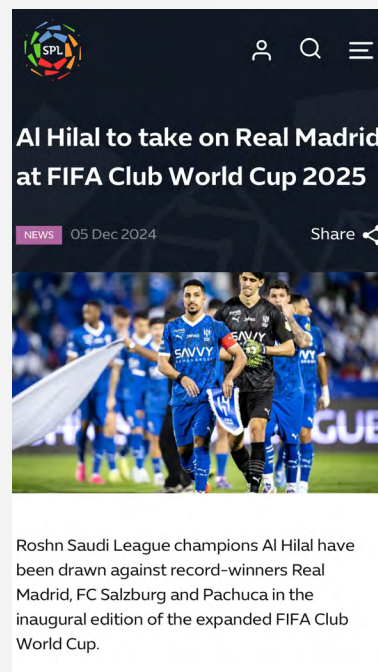 SPL
Al Hilal to take on Real Madrid
at FIFA Club World Cup 2025
NEWS 05 Dec 2024 Share
SAVVY
SAVVY
Roshn Saudi League champions Al Hilal have
been drawn against record-winners Real
Madrid, FC Salzburg and Pachuca in the
inaugural edition of the expanded FIFA Club
World Cup.